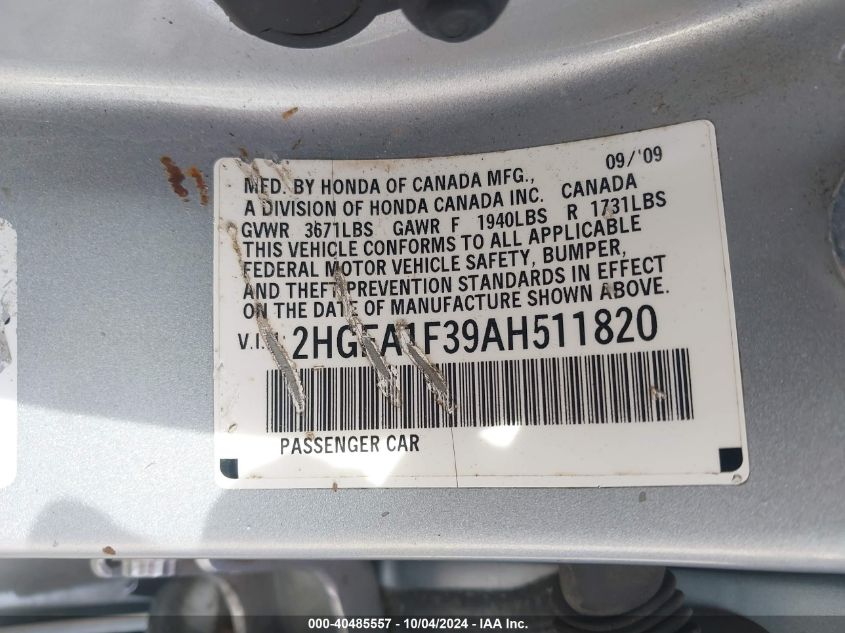 09/'09
MFD. BY HONDA OF CANADA MFG.,
A DIVISION OF HONDA CANADA INC. CANADA
GVWR 3671LBS GAWR F 1940LBS R 1731LBS
THIS VEHICLE CONFORMS TO ALL APPLICABLE
FEDERAL MOTOR VEHICLE SAFETY, BUMPER,
AND THEFT PREVENTION STANDARDS IN EFFECT
ON THE DATE OF MANUFACTURE SHOWN ABOVE.
V.I.N: 2HGFA1F39AH511820
PASSENGER CAR
000-40485557 - 10/04/2024 - IAA Inc.